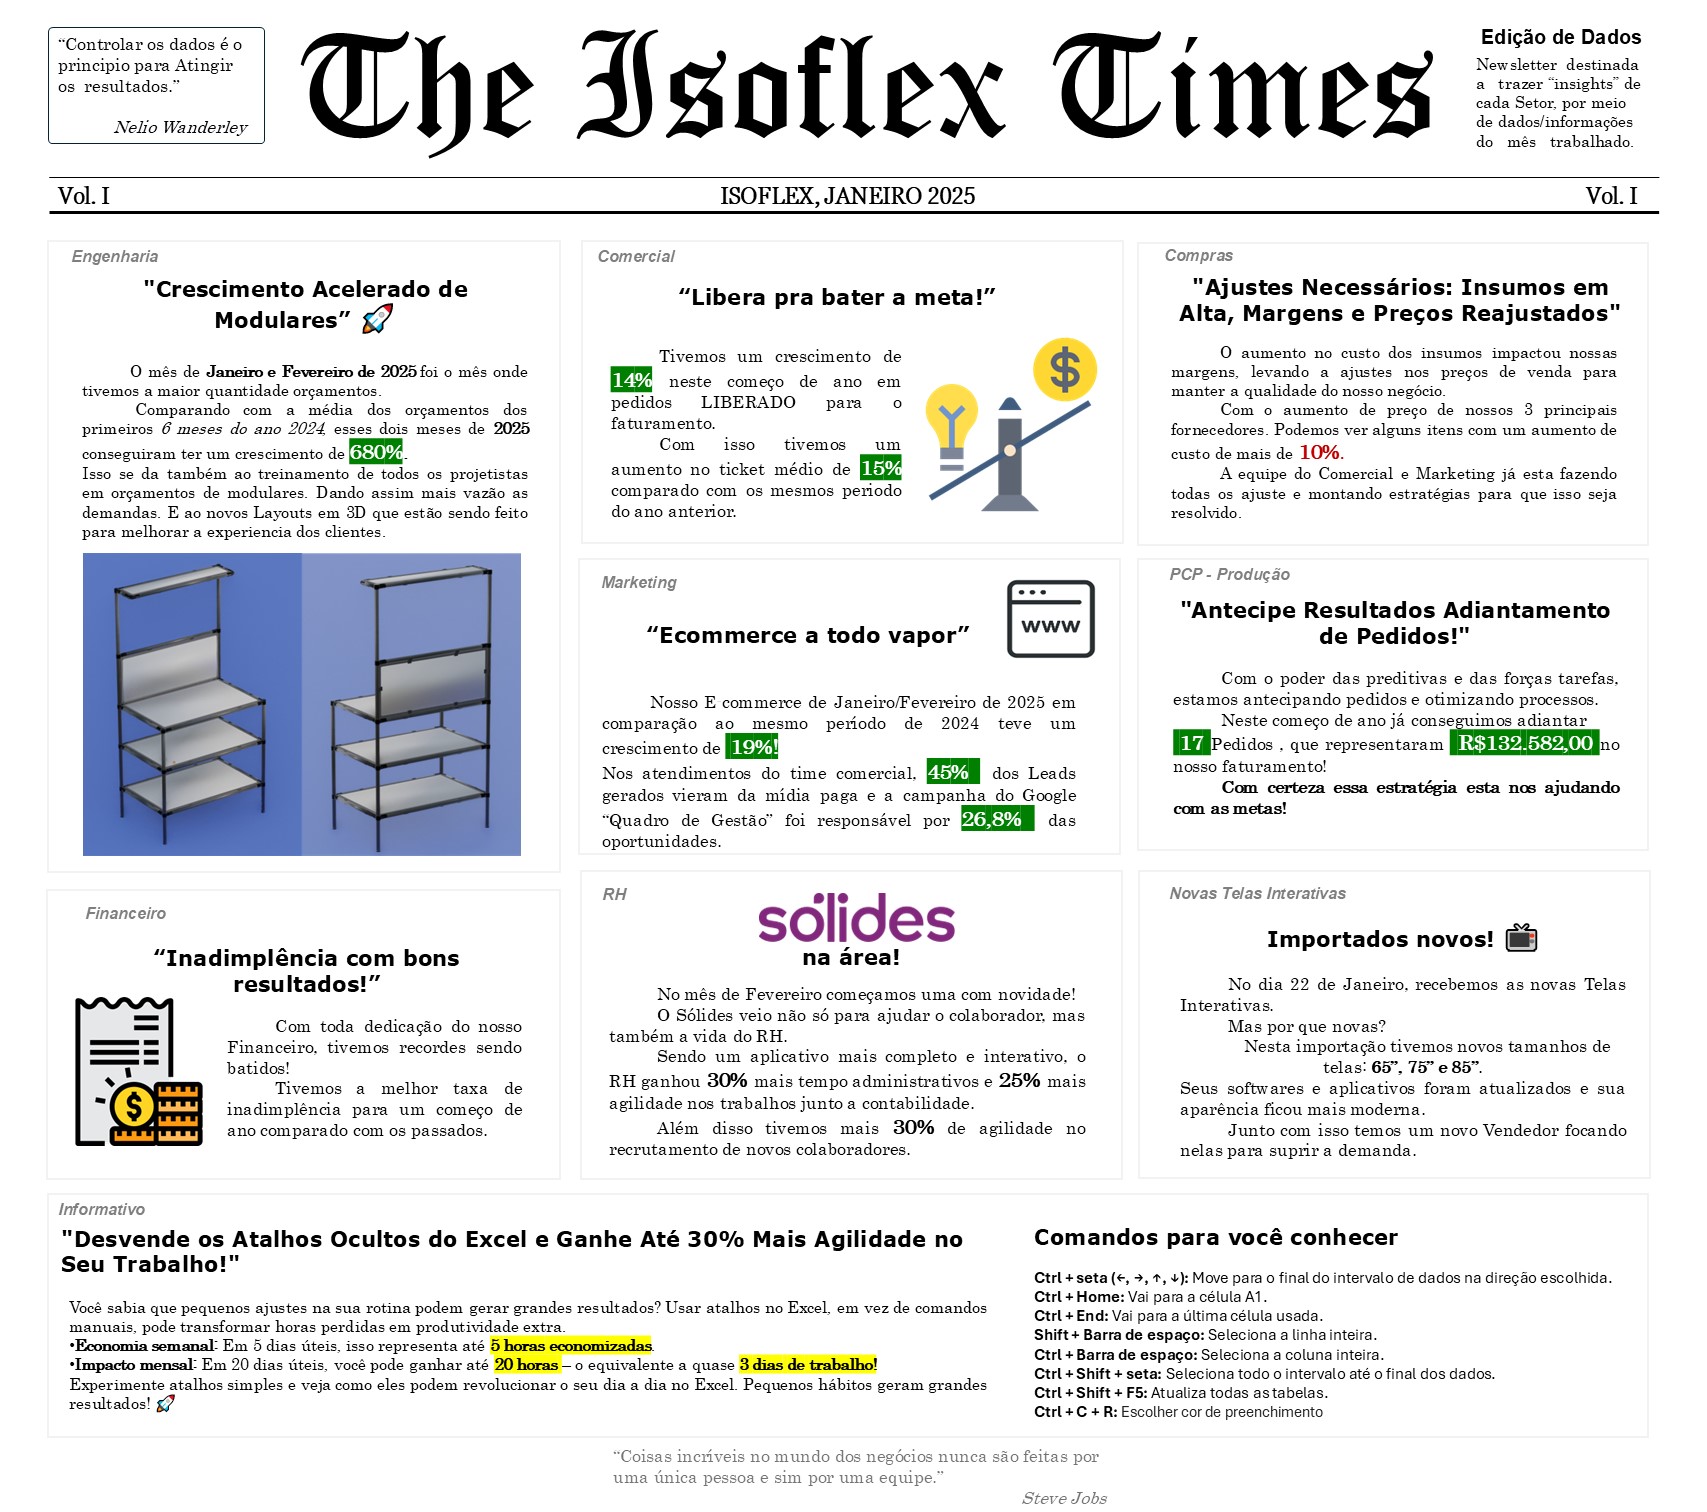 “Controlar os dados é o
principio para Atingir
os resultados.”
Nelio Wanderley
The Isoflex Times
Edição de Dados
Newsletter destinada
a trazer “insights” de
cada Setor, por meio
de dados/informações
do mês trabalhado.
Vol. I
ISOFLEX, JANEIRO 2025
Vol. I
Engenharia
"Crescimento Acelerado de
Modulares” 🚀
O mês de Janeiro e Fevereiro de 2025 foi o mês onde
tivemos a maior quantidade orçamentos.
Comparando com a média dos orçamentos dos
primeiros 6 meses do ano 2024, esses dois meses de 2025
conseguiram ter um crescimento de 680%.
Isso se da também ao treinamento de todos os projetistas
em orçamentos de modulares. Dando assim mais vazão as
demandas. E ao novos Layouts em 3D que estão sendo feito
para melhorar a experiencia dos clientes.
Comercial
“Libera pra bater a meta!”
Tivemos um crescimento de
14% neste começo de ano em
pedidos LIBERADO para o
faturamento.
Com isso tivemos um
aumento no ticket médio de 15%
comparado com os mesmos periodo
do ano anterior.
Compras
"Ajustes Necessários: Insumos em
Alta, Margens e Preços Reajustados"
O aumento no custo dos insumos impactou nossas
margens, levando a ajustes nos preços de venda para
manter a qualidade do nosso negócio.
Com o aumento de preço de nossos 3 principais
fornecedores. Podemos ver alguns itens com um aumento de
custo de mais de 10%.
A equipe do Comercial e Marketing já esta fazendo
todas os ajuste e montando estratégias para que isso seja
resolvido.
Marketing
WWW
“Ecommerce a todo vapor”
Nosso E commerce de Janeiro/Fevereiro de 2025 em
comparação ao mesmo período de 2024 teve um
crescimento de 19%!
Nos atendimentos do time comercial, 45% dos Leads
gerados vieram da mídia paga e a campanha do Google
“Quadro de Gestão” foi responsável por 26,8% das
oportunidades.
PCP - Produção
"Antecipe Resultados Adiantamento
de Pedidos!"
Com o poder das preditivas e das forças tarefas,
estamos antecipando pedidos e otimizando processos.
Neste começo de ano já conseguimos adiantar
17 Pedidos , que representaram R$132.582,00 no
nosso faturamento!
Com certeza essa estratégia esta nos ajudando
com as metas!
Financeiro
“Inadimplência com bons
resultados!”
Com toda dedicação do nosso
Financeiro, tivemos recordes sendo
batidos!
Tivemos a melhor taxa de
inadimplência para um começo de
ano comparado com os passados.
RH
sólides
na área!
No mês de Fevereiro começamos uma com novidade!
O Sólides veio não só para ajudar o colaborador, mas
também a vida do RH.
Sendo um aplicativo mais completo e interativo, o
RH ganhou 30% mais tempo administrativos e 25% mais
agilidade nos trabalhos junto a contabilidade.
Além disso tivemos mais 30% de agilidade no
recrutamento de novos colaboradores.
Novas Telas Interativas
Importados novos! 📺
No dia 22 de Janeiro, recebemos as novas Telas
Interativas.
Mas por que novas?
Nesta importação tivemos novos tamanhos de
telas: 65”, 75” e 85”.
Seus softwares e aplicativos foram atualizados e sua
aparência ficou mais moderna.
Junto com isso temos um novo Vendedor focando
nelas para suprir a demanda.
Informativo
"Desvende os Atalhos Ocultos do Excel e Ganhe Até 30% Mais Agilidade no
Seu Trabalho!"
Você sabia que pequenos ajustes na sua rotina podem gerar grandes resultados? Usar atalhos no Excel, em vez de comandos
manuais, pode transformar horas perdidas em produtividade extra.
•Economia semanal: Em 5 dias úteis, isso representa até 5 horas economizadas.
•Impacto mensal: Em 20 dias úteis, você pode ganhar até 20 horas – o equivalente a quase 3 dias de trabalho!
Experimente atalhos simples e veja como eles podem revolucionar o seu dia a dia no Excel. Pequenos hábitos geram grandes
resultados! 🚀
Comandos para você conhecer
Ctrl + seta (←, →, ↑, ↓): Move para o final do intervalo de dados na direção escolhida.
Ctrl + Home: Vai para a célula A1.
Ctrl + End: Vai para a última célula usada.
Shift + Barra de espaço: Seleciona a linha inteira.
Ctrl + Barra de espaço: Seleciona a coluna inteira.
Ctrl + Shift + seta: Seleciona todo o intervalo até o final dos dados.
Ctrl + Shift + F5: Atualiza todas as tabelas.
Ctrl + C + R: Escolher cor de preenchimento
“Coisas incríveis no mundo dos negócios nunca são feitas por
uma única pessoa e sim por uma equipe.”
Steve Jobs